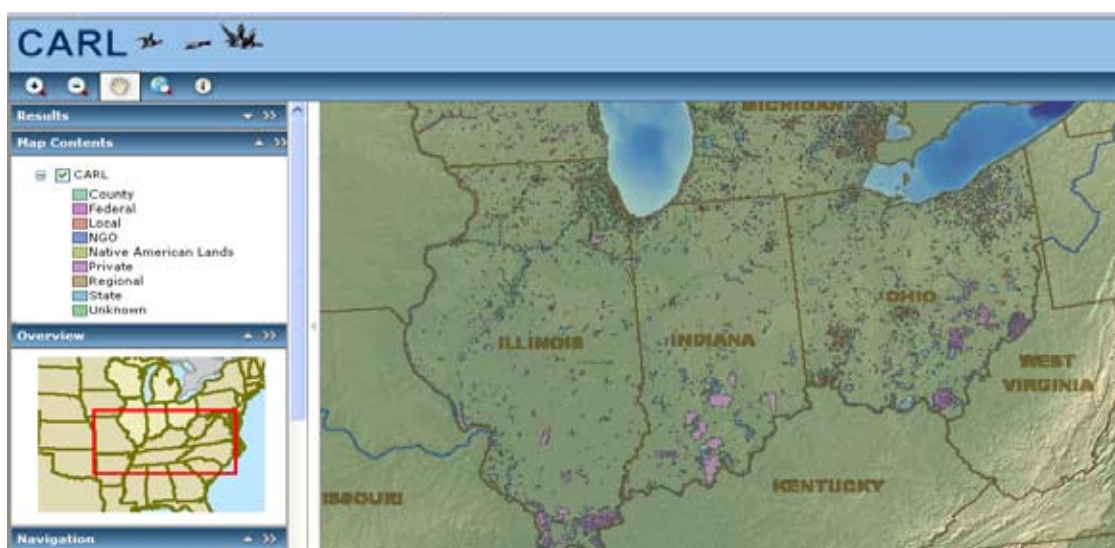 CARL
Results
Map Contents
CARL
County
Federal
Local
NGO
Native American Lands
Private
Regional
State
Unknown
Overview
Navigation
MICHIGAN
ILLINOIS
INDIANA
OHIO
WEST
VIRGINIA
KENTUCKY
ISSOURI